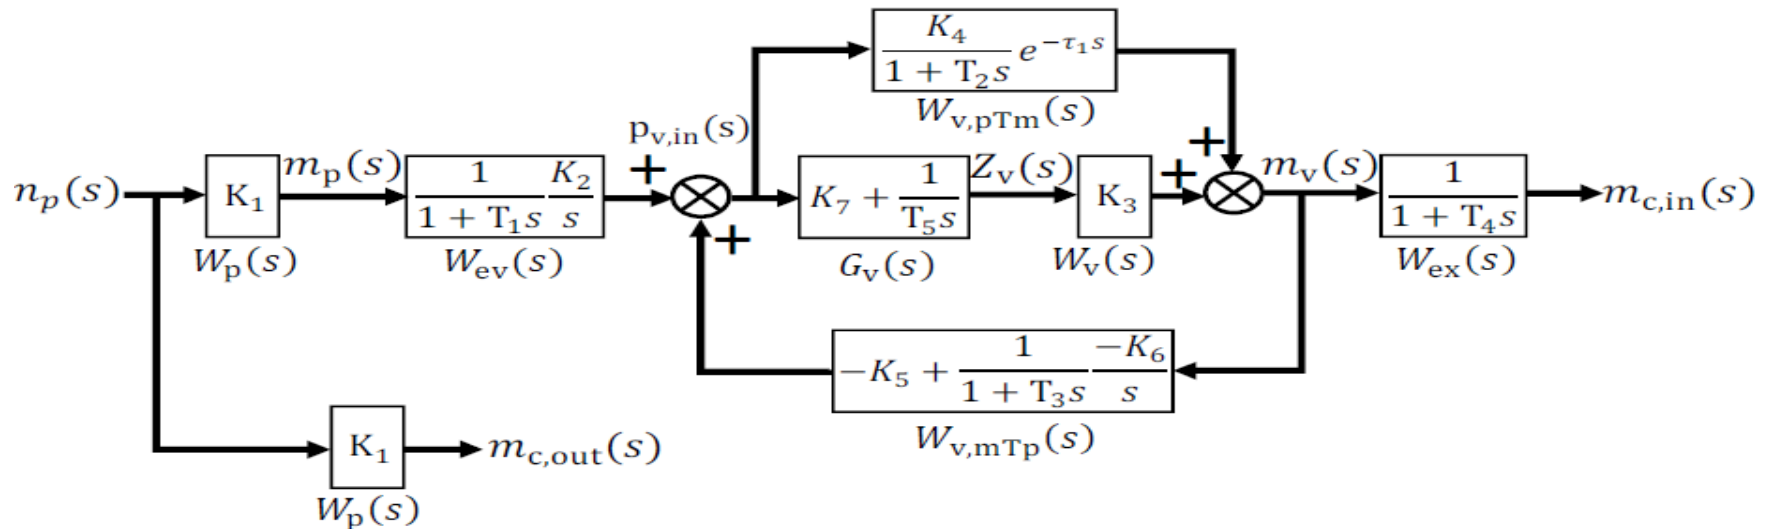 K₄ / (1 + T₂s) e^(−τ₁s)
W_v,pTm(s)
p_v,in(s)
+
+
n_p(s)
K₁
W_p(s)
m_p(s)
1 / (1 + T₁s) K₂ / s
W_ev(s)
+
K₇ + 1 / (T₅s)
G_v(s)
Z_v(s)
K₃
W_v(s)
+
m_v(s)
1 / (1 + T₄s)
W_ex(s)
m_c,in(s)
−K₅ + 1 / (1 + T₃s) −K₆ / s
W_v,mTp(s)
K₁
W_p(s)
m_c,out(s)